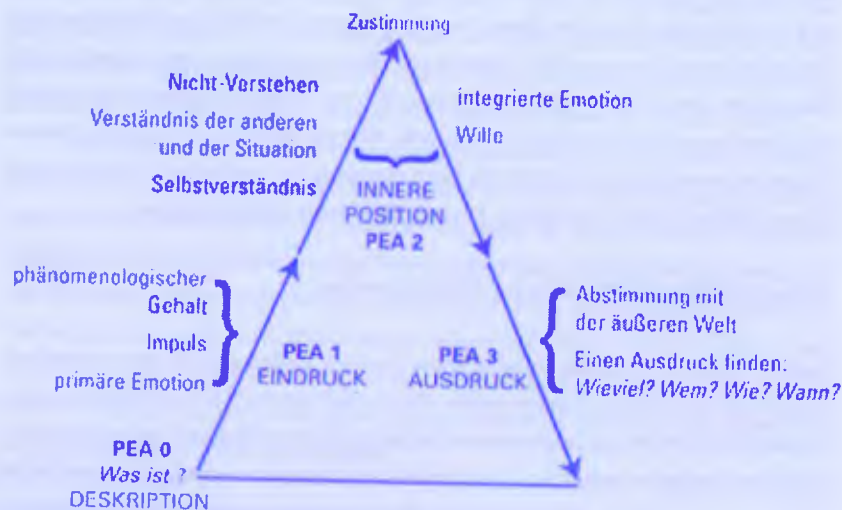 Zustimmung
Nicht-Verstehen
Verständnis der anderen
und der Situation
Selbstverständnis
integrierte Emotion
Wille
INNERE
POSITION
PEA 2
phänomenologischer
Gehalt
Impuls
primäre Emotion
PEA 1
EINDRUCK
PEA 3
AUSDRUCK
Abstimmung mit
der äußeren Welt
Einen Ausdruck finden:
Wieviel? Wem? Wie? Wann?
PEA 0
Was ist ?
DESKRIPTION